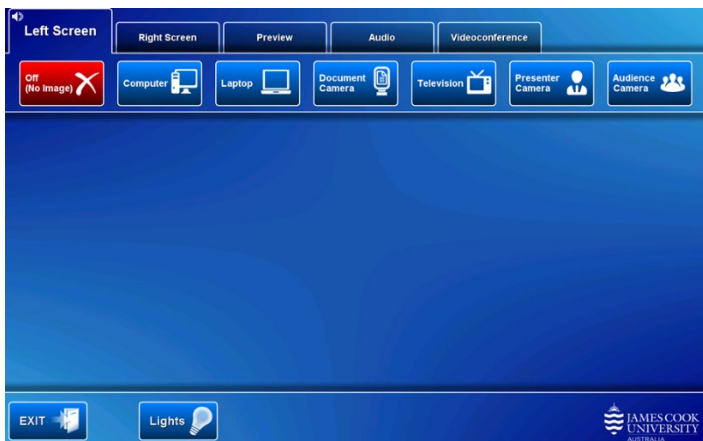 Left Screen
Right Screen
Preview
Audio
Videoconference
Off
(No Image)
Computer
Laptop
Document
Camera
Television
Presenter
Camera
Audience
Camera
EXIT
Lights
JAMES COOK
UNIVERSITY
AUSTRALIA